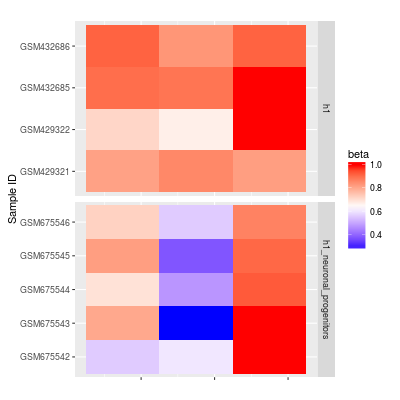 GSM432686
GSM432685
GSM429322
GSM429321
h1
GSM675546
GSM675545
GSM675544
GSM675543
GSM675542
h1_neuronal_progenitors
Sample ID
beta
1.0
0.8
0.6
0.4